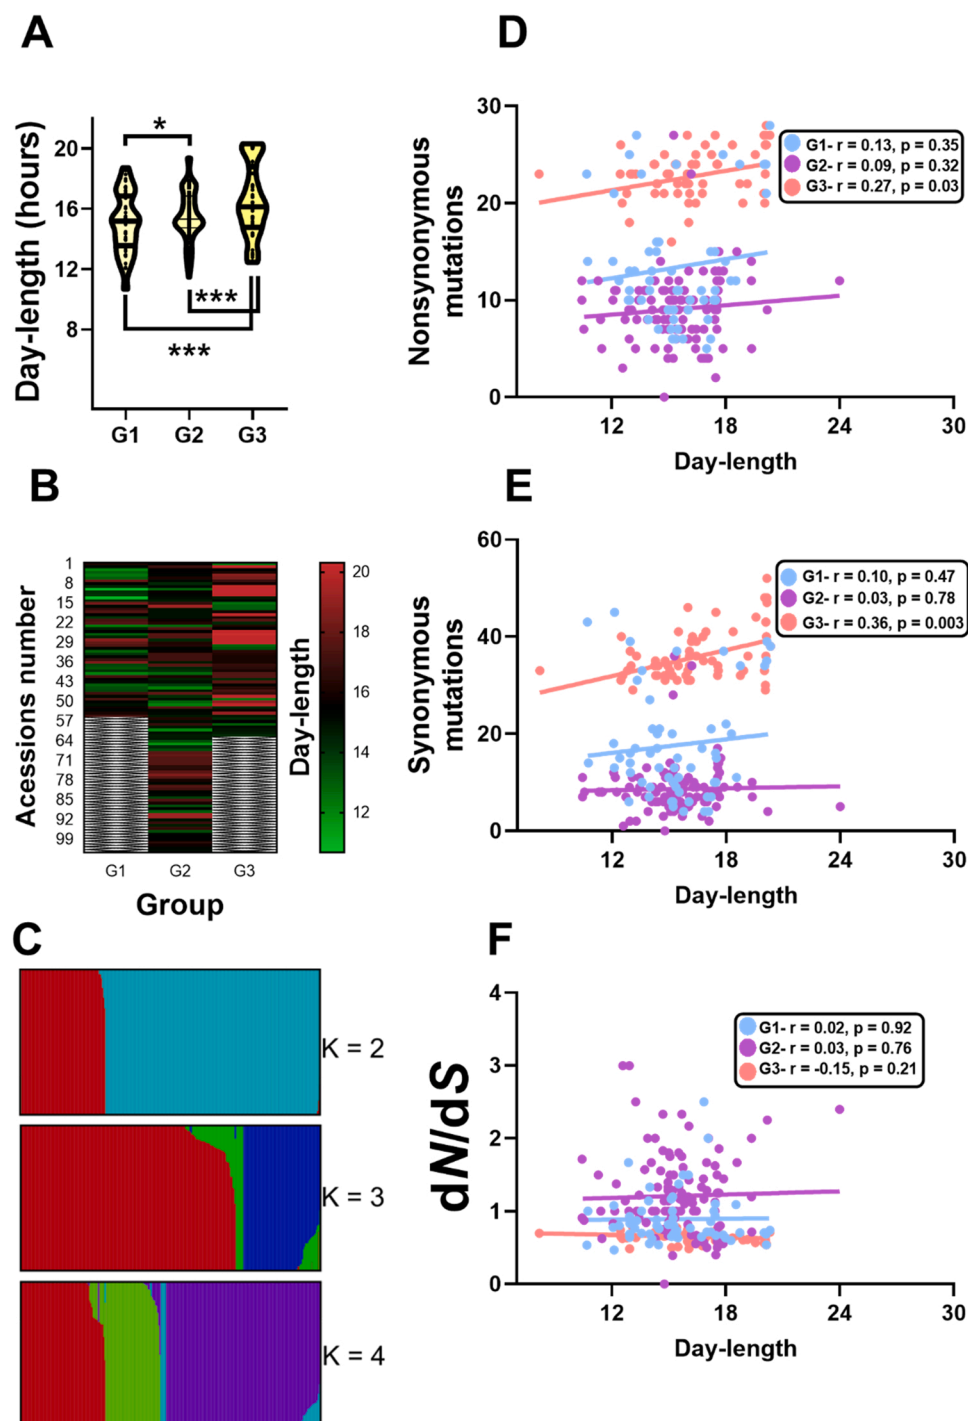 A
Day-length (hours)
20
16
12
8
*
***
***
G1
G2
G3
B
Acessions number
1
8
15
22
29
36
43
50
57
64
71
78
85
92
99
G1
G2
G3
Group
Day-length
20
18
16
14
12
C
K = 2
K = 3
K = 4
D
Nonsynonymous
mutations
30
20
10
0
12
18
24
30
Day-length
G1- r = 0.13, p = 0.35
G2- r = 0.09, p = 0.32
G3- r = 0.27, p = 0.03
E
Synonymous
mutations
60
40
20
0
12
18
24
30
Day-length
G1- r = 0.10, p = 0.47
G2- r = 0.03, p = 0.78
G3- r = 0.36, p = 0.003
F
dN/dS
4
3
2
1
0
12
18
24
30
Day-length
G1- r = 0.02, p = 0.92
G2- r = 0.03, p = 0.76
G3- r = -0.15, p = 0.21